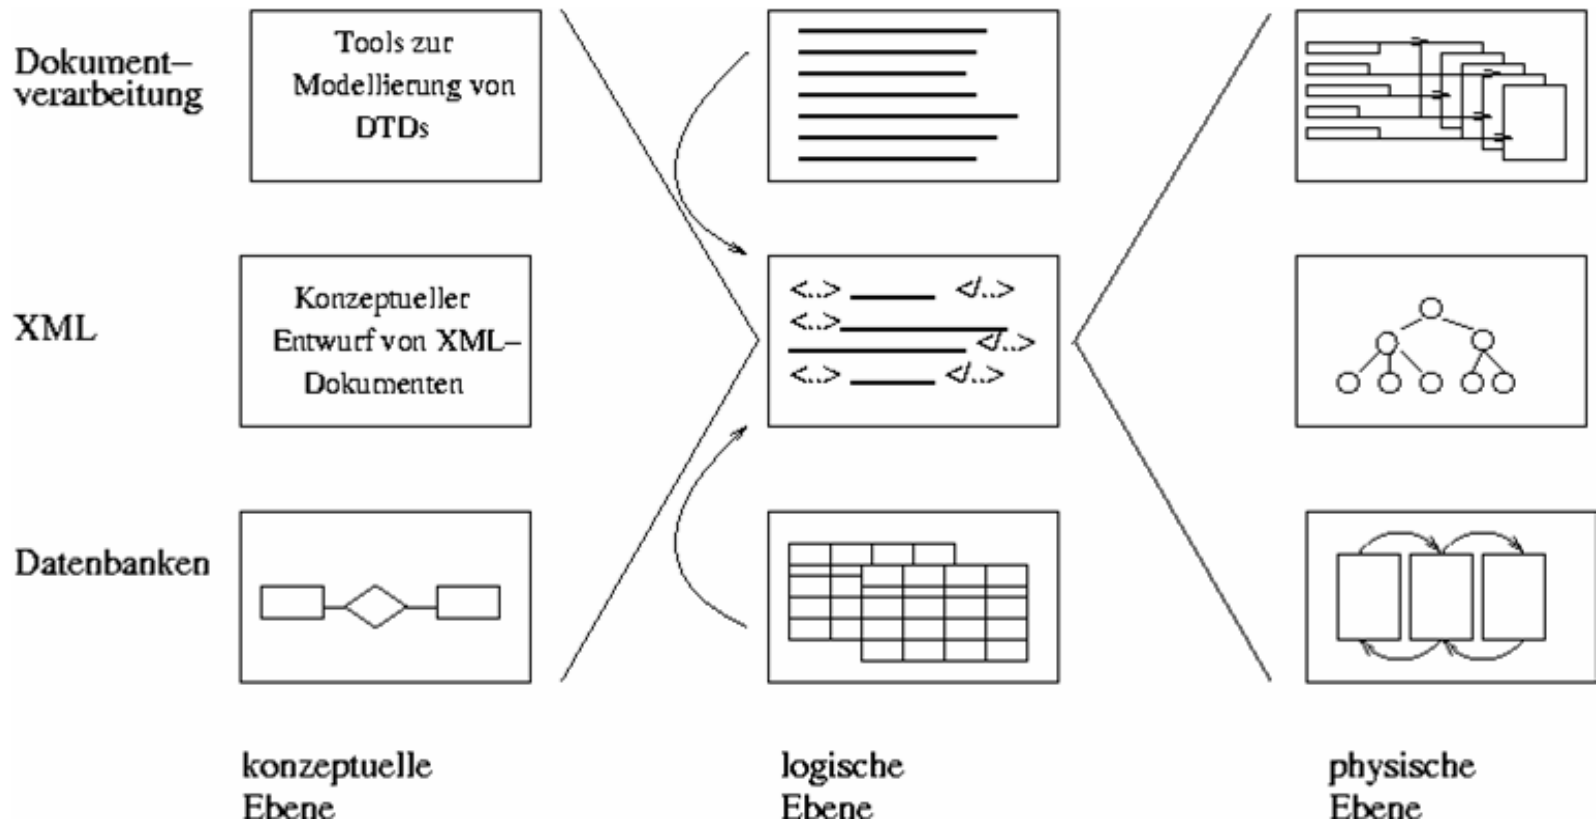 Dokument–
verarbeitung
Tools zur
Modellierung von
DTDs
XML
Konzeptueller
Entwurf von XML–
Dokumenten
<..> </..>
<..>
</..>
<..> </..>
Datenbanken
konzeptuelle
Ebene
logische
Ebene
physische
Ebene